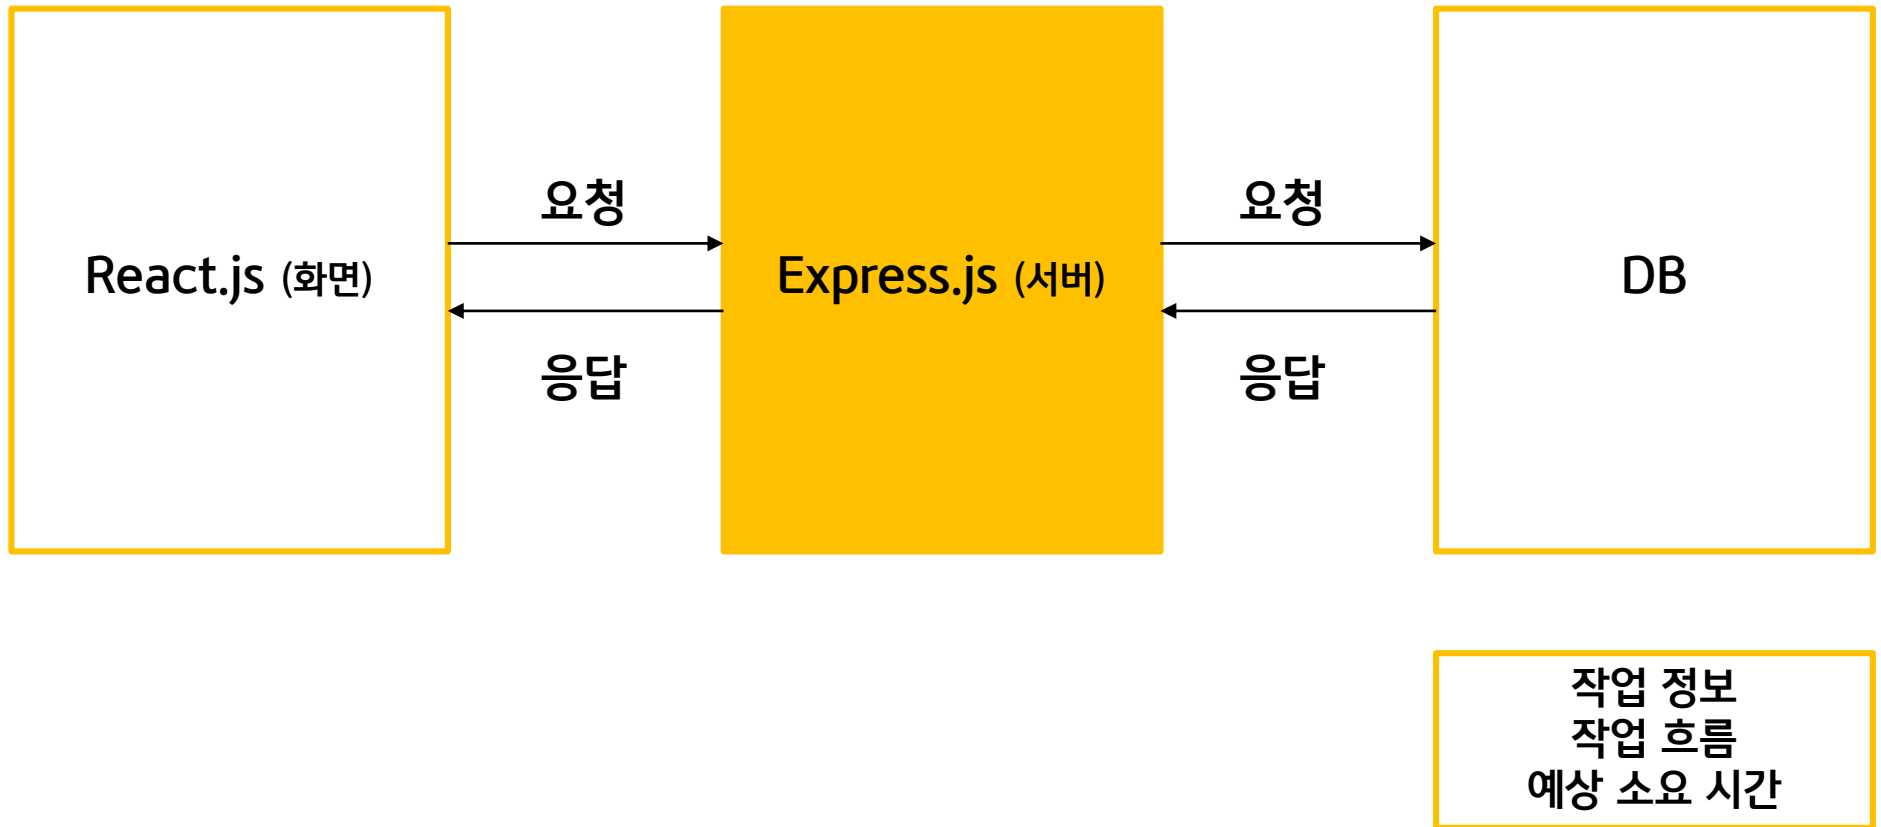 요청
요청
React.js (화면)
Express.js (서버)
DB
응답
응답
작업 정보
작업 흐름
예상 소요 시간